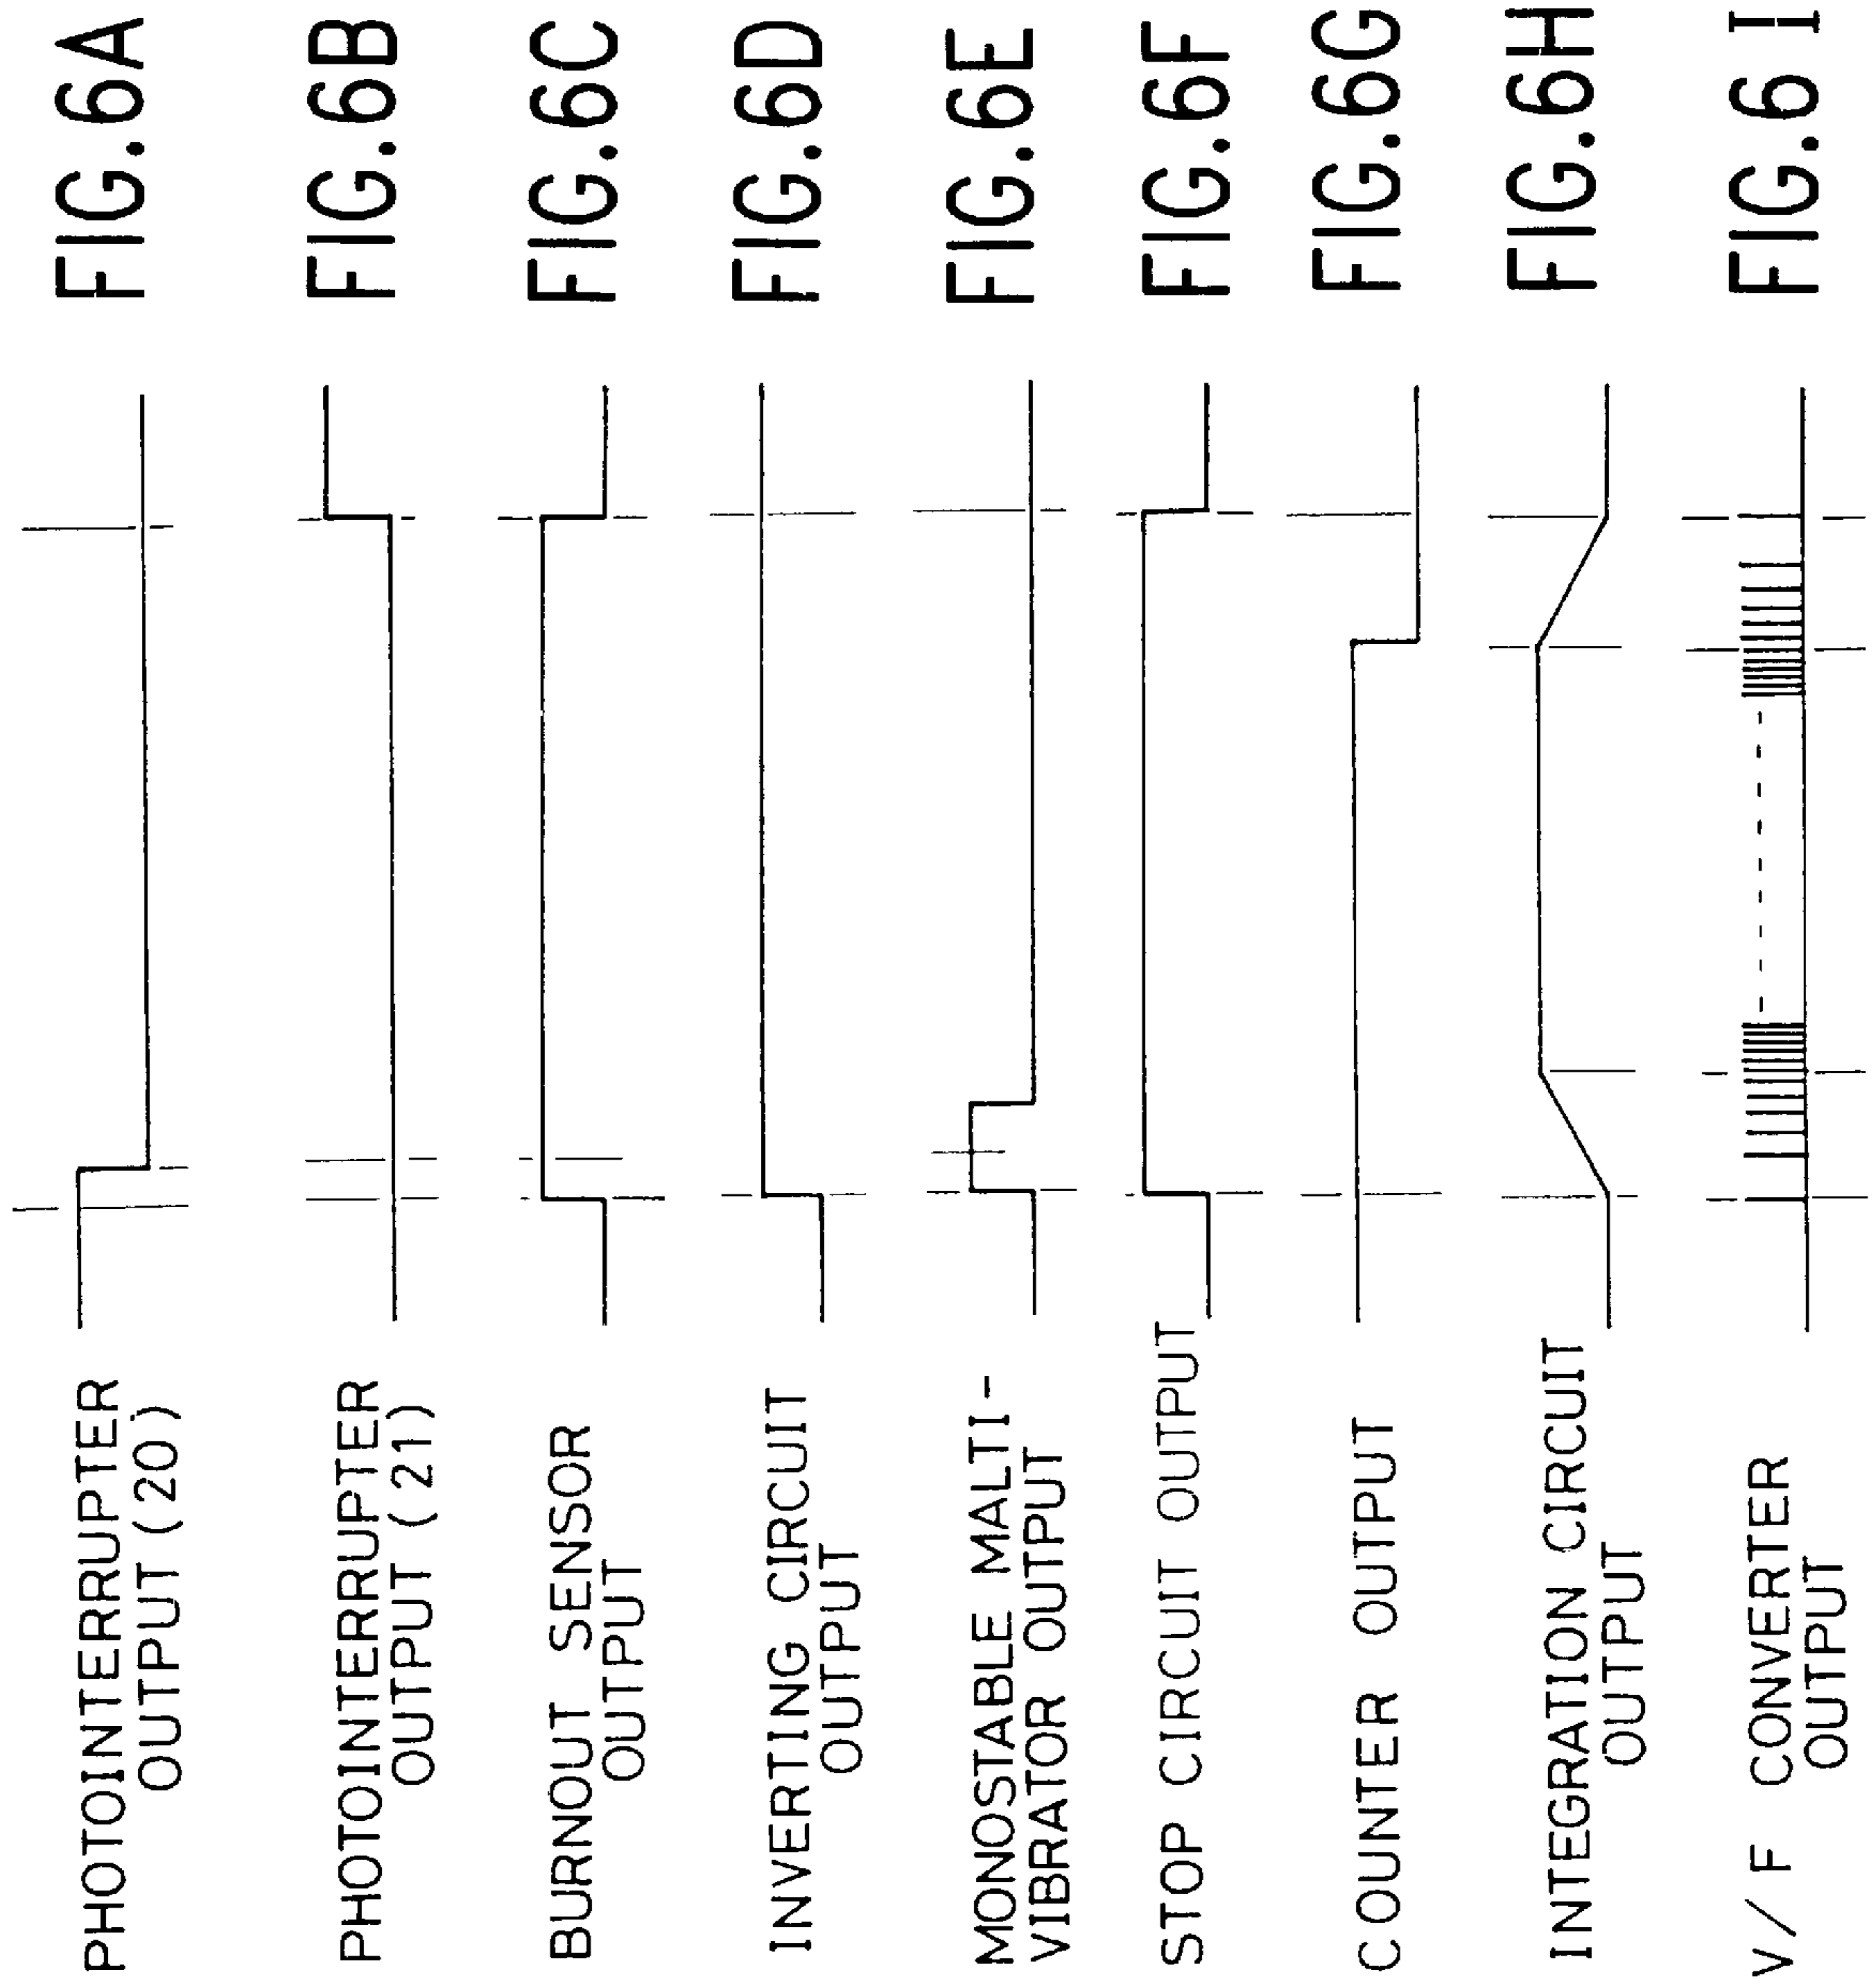 PHOTOINTERRUPTER
OUTPUT (20)
FIG.6A
PHOTOINTERRUPTER
OUTPUT (21)
FIG.6B
BURNOUT SENSOR
OUTPUT
FIG.6C
INVERTING CIRCUIT
OUTPUT
FIG.6D
MONOSTABLE MALTI-
VIBRATOR OUTPUT
FIG.6E
STOP CIRCUIT OUTPUT
FIG.6F
COUNTER OUTPUT
FIG.6G
INTEGRATION CIRCUIT
OUTPUT
FIG.6H
V/F CONVERTER
OUTPUT
FIG.6I